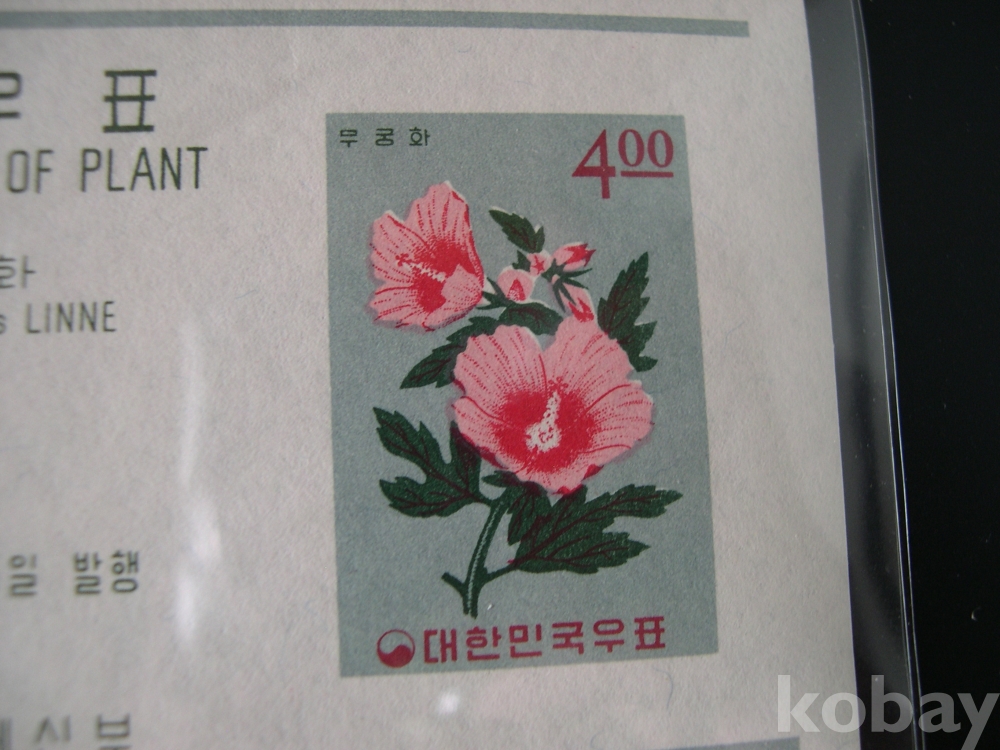 우 표
OF PLANT
무궁화
4.00
화
s LINNE
일 발행
대한민국우표
kobay